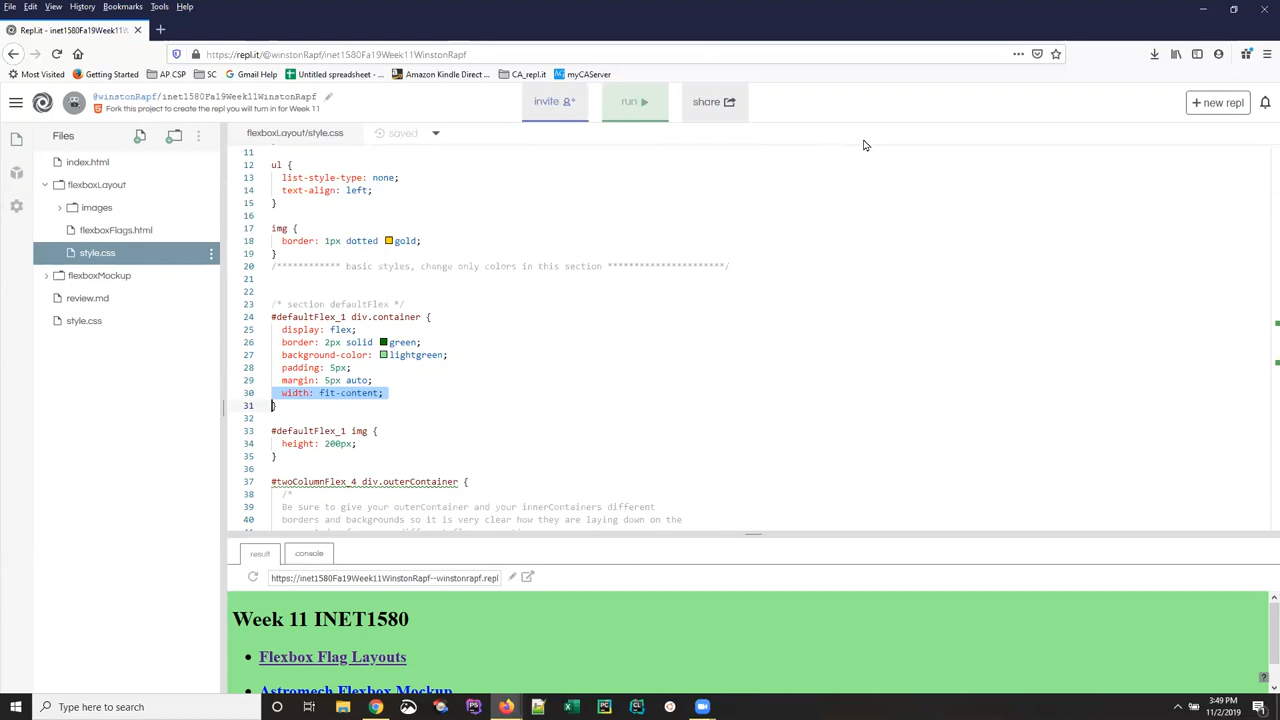 File Edit View History Bookmarks Tools Help
Repl.it - inet1580Fa19Week11Wi
https://repl.it/@winstonRapf/inet1580Fa19Week11WinstonRapf
Most Visited Getting Started AP CSP SC Gmail Help Untitled spreadsheet - ... Amazon Kindle Direct ... CA_repl.it myCAServer
@winstonRapf/inet1580Fa19Week11WinstonRapf
Fork this project to create the repl you will turn in for Week 11
invite run share + new repl
Files
flexboxLayout/style.css saved
index.html
flexboxLayout
images
flexboxFlags.html
style.css
flexboxMockup
review.md
style.css
11
12 ul {
13 list-style-type: none;
14 text-align: left;
15 }
16
17 img {
18 border: 1px dotted gold;
19 }
20 /************ basic styles, change only colors in this section **********************/
21
22
23 /* section defaultFlex */
24 #defaultFlex_1 div.container {
25 display: flex;
26 border: 2px solid green;
27 background-color: lightgreen;
28 padding: 5px;
29 margin: 5px auto;
30 width: fit-content;
31 }
32
33 #defaultFlex_1 img {
34 height: 200px;
35 }
36
37 #twoColumnFlex_4 div.outerContainer {
38 /*
39 Be sure to give your outerContainer and your innerContainers different
40 borders and backgrounds so it is very clear how they are laying down on the
result console
https://inet1580Fa19Week11WinstonRapf--winstonrapf.repl
Week 11 INET1580
Flexbox Flag Layouts
Astromech Flexbox Mockup
Type here to search
3:49 PM
11/2/2019